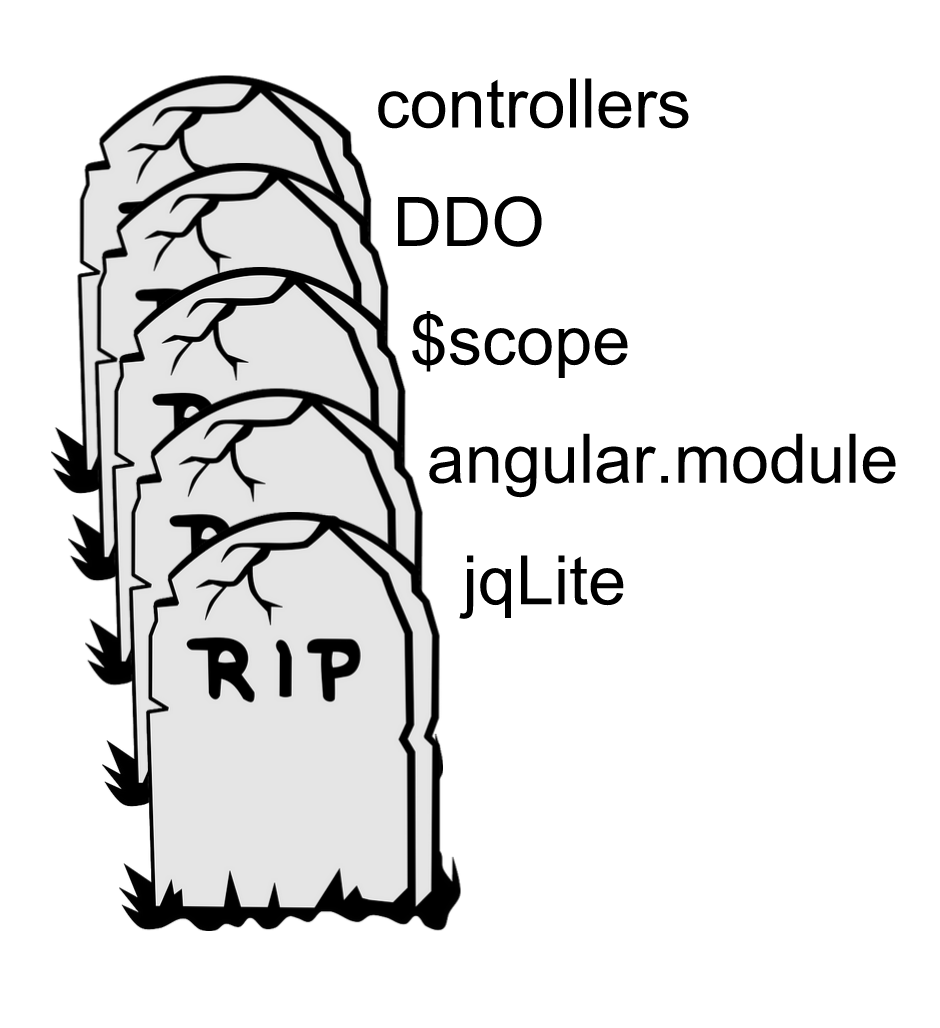 controllers
DDO
$scope
angular.module
jqLite
RIP